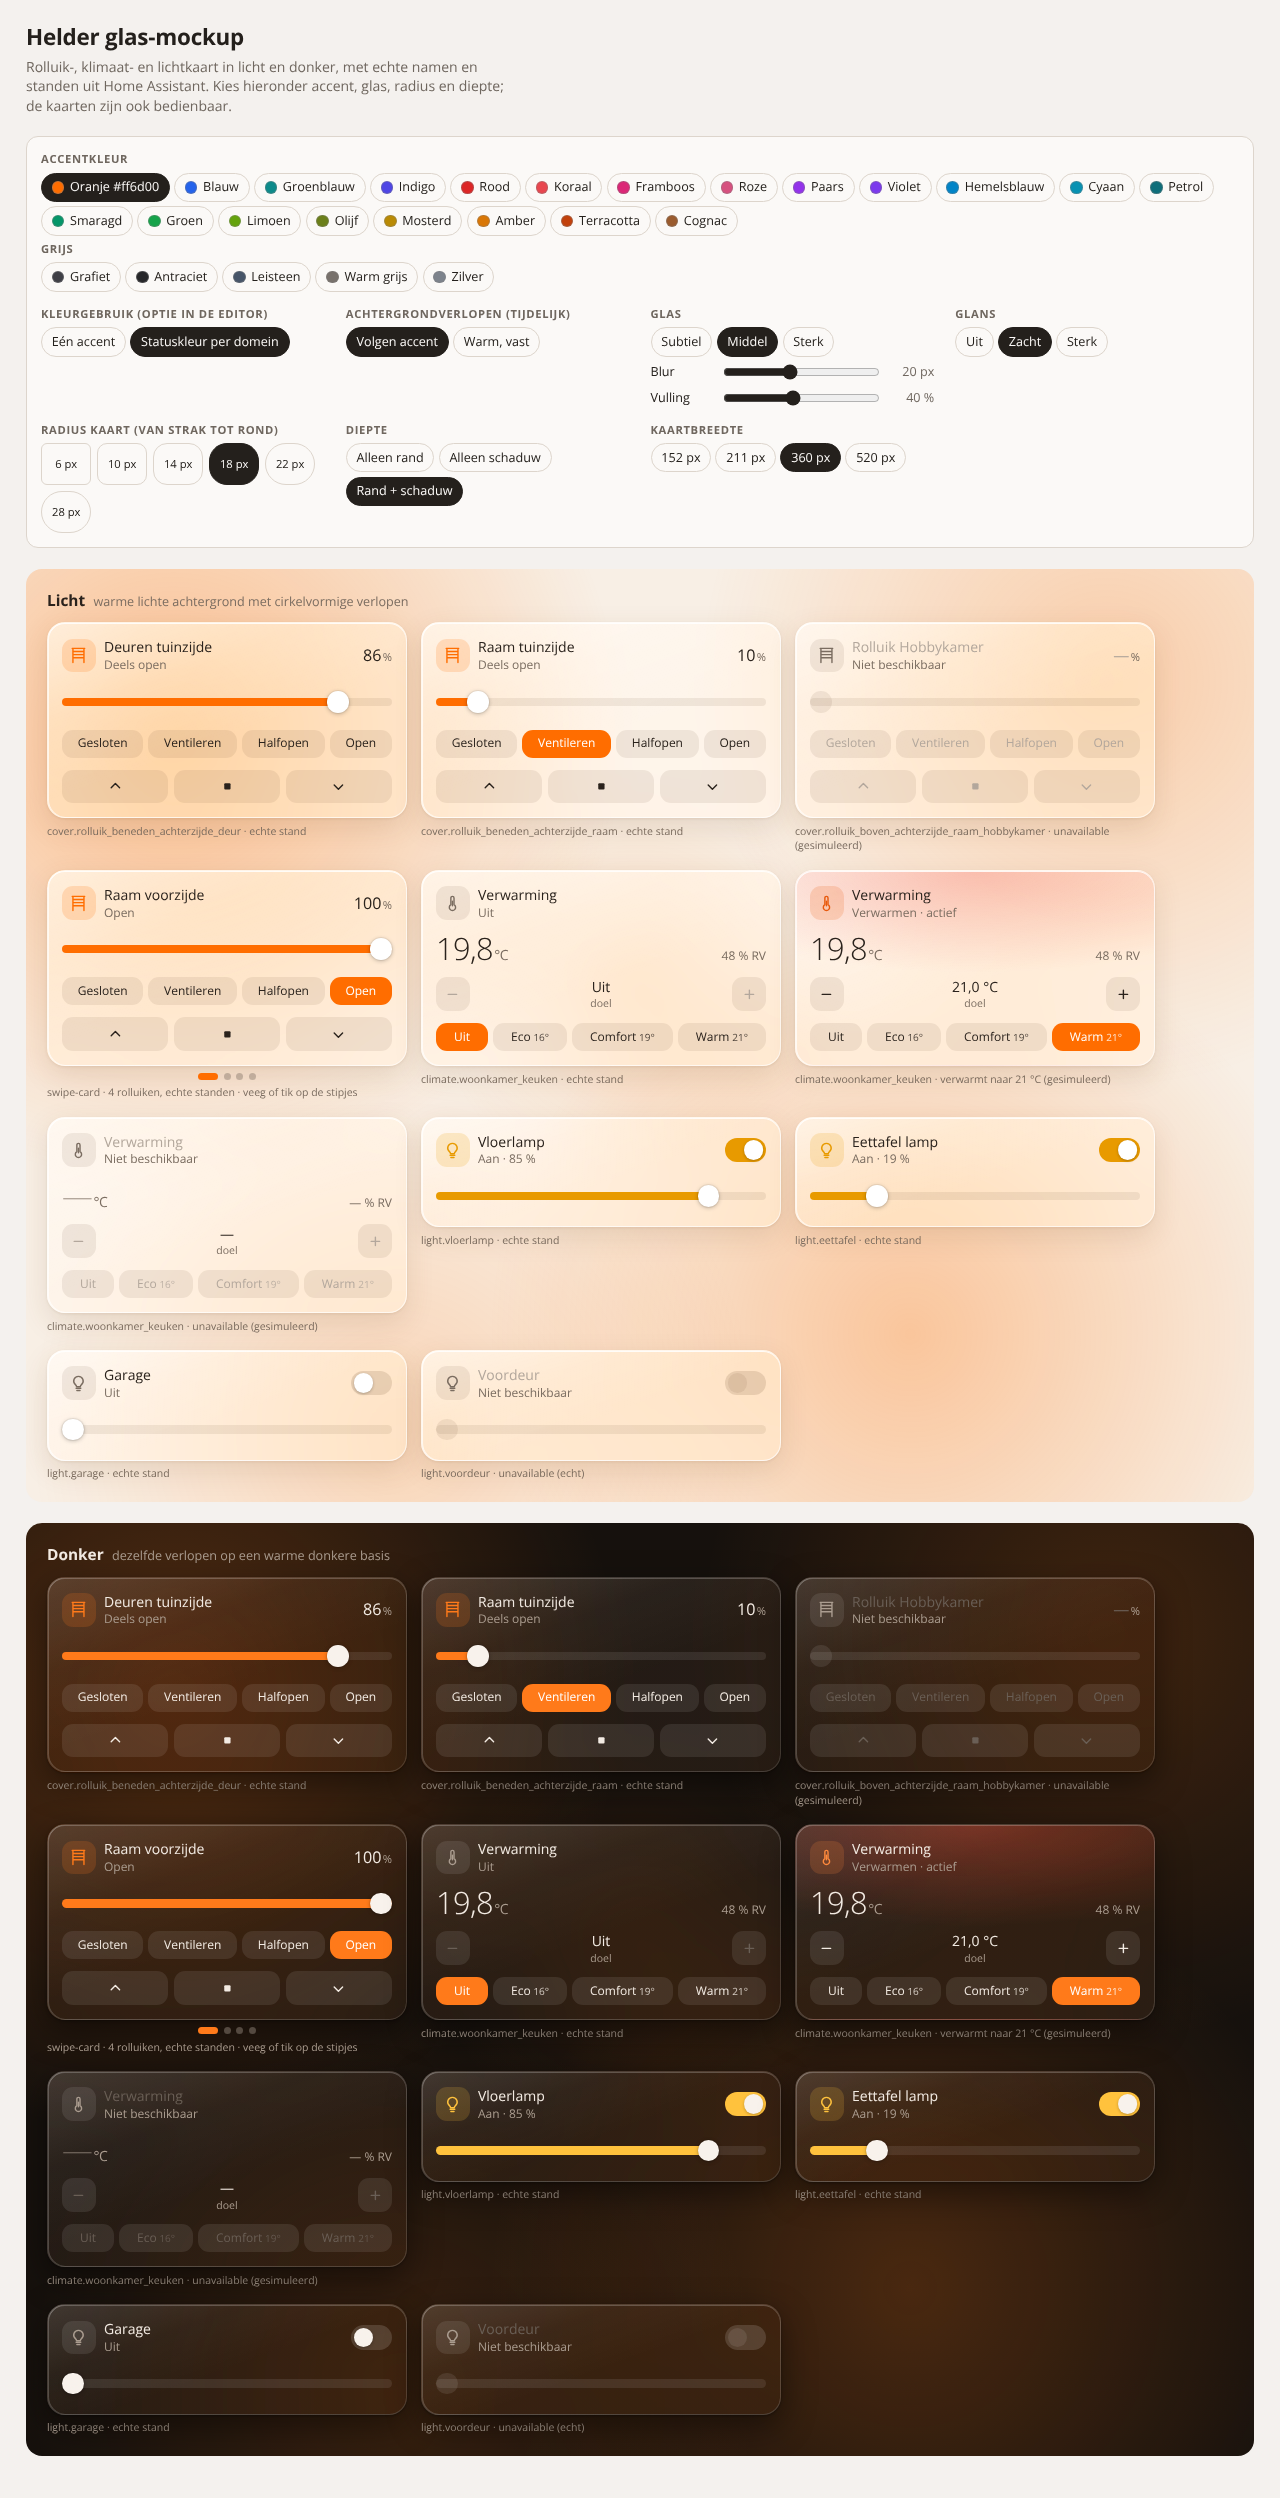 Helder glas-mockup
Rolluik-, klimaat- en lichtkaart in licht en donker, met echte namen en
standen uit Home Assistant. Kies hieronder accent, glas, radius en diepte;
de kaarten zijn ook bedienbaar.
ACCENTKLEUR
Oranje #ff6d00 Blauw Groenblauw Indigo Rood Koraal Framboos Roze Paars Violet Hemelsblauw Cyaan Petrol
Smaragd Groen Limoen Olijf Mosterd Amber Terracotta Cognac
GRIJS
Grafiet Antraciet Leisteen Warm grijs Zilver
KLEURGEBRUIK (OPTIE IN DE EDITOR) ACHTERGRONDVERLOPEN (TIJDELIJK) GLAS GLANS
Eén accent Statuskleur per domein Volgen accent Warm, vast Subtiel Middel Sterk Uit Zacht Sterk
Blur 20 px
Vulling 40 %
RADIUS KAART (VAN STRAK TOT ROND) DIEPTE KAARTBREEDTE
6 px 10 px 14 px 18 px 22 px Alleen rand Alleen schaduw 152 px 211 px 360 px 520 px
28 px Rand + schaduw
Licht warme lichte achtergrond met cirkelvormige verlopen
Deuren tuinzijde 86% Raam tuinzijde 10% Rolluik Hobbykamer —%
Deels open Deels open Niet beschikbaar
Gesloten Ventileren Halfopen Open Gesloten Ventileren Halfopen Open Gesloten Ventileren Halfopen Open
cover.rolluik_beneden_achterzijde_deur · echte stand cover.rolluik_beneden_achterzijde_raam · echte stand cover.rolluik_boven_achterzijde_raam_hobbykamer · unavailable
(gesimuleerd)
Raam voorzijde 100% Verwarming Verwarming
Open Uit Verwarmen · actief
19,8°C 48 % RV 19,8°C 48 % RV
Gesloten Ventileren Halfopen Open − Uit + − 21,0 °C +
doel doel
Uit Eco 16° Comfort 19° Warm 21° Uit Eco 16° Comfort 19° Warm 21°
climate.woonkamer_keuken · echte stand climate.woonkamer_keuken · verwarmt naar 21 °C (gesimuleerd)
swipe-card · 4 rolluiken, echte standen · veeg of tik op de stipjes
Verwarming Vloerlamp Eettafel lamp
Niet beschikbaar Aan · 85 % Aan · 19 %
—°C — % RV
− — +
doel
light.vloerlamp · echte stand light.eettafel · echte stand
Uit Eco 16° Comfort 19° Warm 21°
climate.woonkamer_keuken · unavailable (gesimuleerd)
Garage Voordeur
Uit Niet beschikbaar
light.garage · echte stand light.voordeur · unavailable (echt)
Donker dezelfde verlopen op een warme donkere basis
Deuren tuinzijde 86% Raam tuinzijde 10% Rolluik Hobbykamer —%
Deels open Deels open Niet beschikbaar
Gesloten Ventileren Halfopen Open Gesloten Ventileren Halfopen Open Gesloten Ventileren Halfopen Open
cover.rolluik_beneden_achterzijde_deur · echte stand cover.rolluik_beneden_achterzijde_raam · echte stand cover.rolluik_boven_achterzijde_raam_hobbykamer · unavailable
(gesimuleerd)
Raam voorzijde 100% Verwarming Verwarming
Open Uit Verwarmen · actief
19,8°C 48 % RV 19,8°C 48 % RV
Gesloten Ventileren Halfopen Open − Uit + − 21,0 °C +
doel doel
Uit Eco 16° Comfort 19° Warm 21° Uit Eco 16° Comfort 19° Warm 21°
climate.woonkamer_keuken · echte stand climate.woonkamer_keuken · verwarmt naar 21 °C (gesimuleerd)
swipe-card · 4 rolluiken, echte standen · veeg of tik op de stipjes
Verwarming Vloerlamp Eettafel lamp
Niet beschikbaar Aan · 85 % Aan · 19 %
—°C — % RV
− — +
doel
light.vloerlamp · echte stand light.eettafel · echte stand
Uit Eco 16° Comfort 19° Warm 21°
climate.woonkamer_keuken · unavailable (gesimuleerd)
Garage Voordeur
Uit Niet beschikbaar
light.garage · echte stand light.voordeur · unavailable (echt)